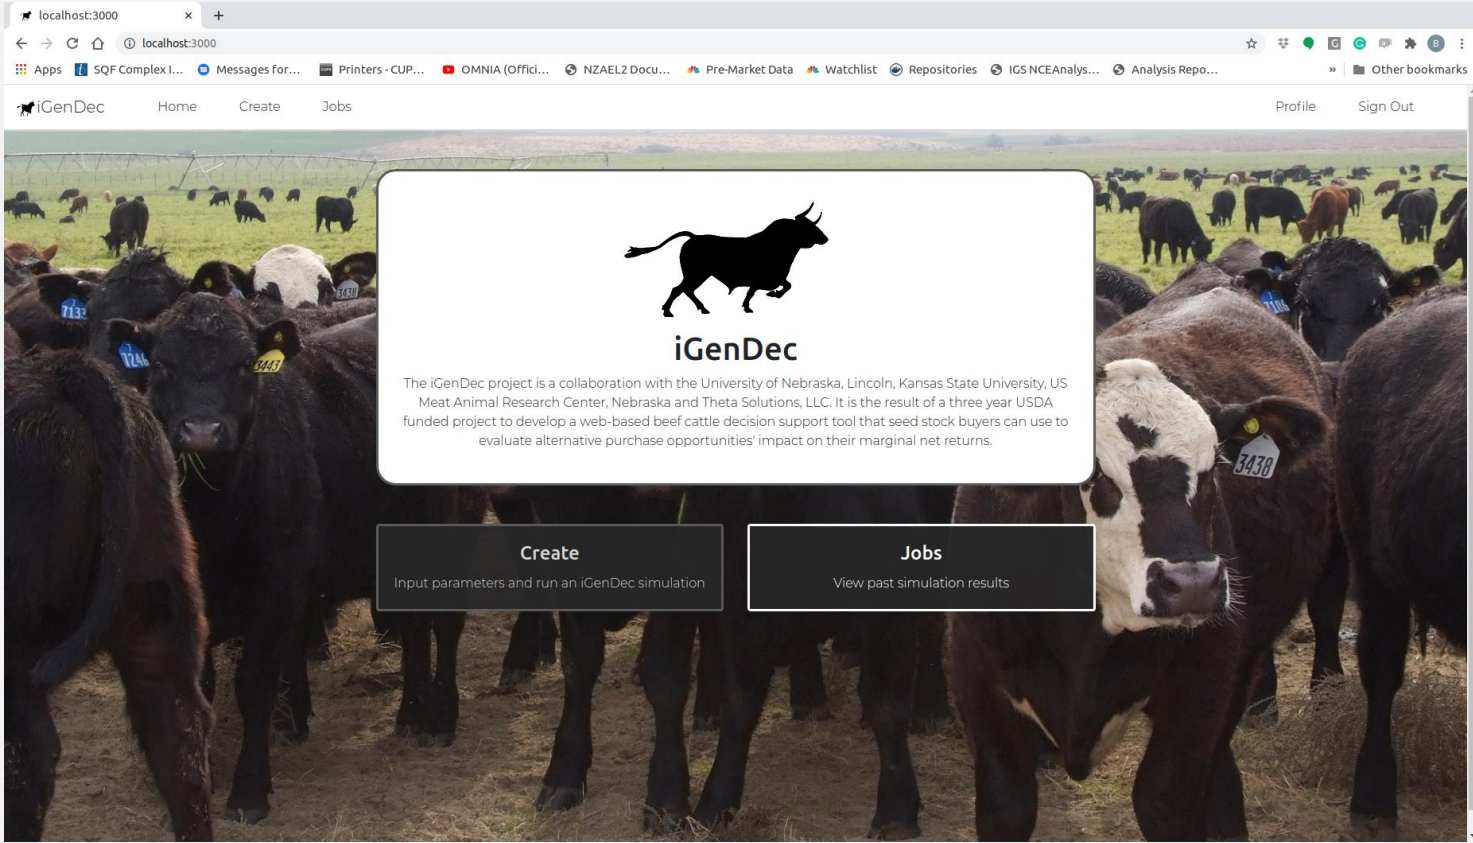 localhost:3000
localhost:3000
Apps SQF Complex I... Messages for... Printers - CUP... OMNIA (Offici... NZAEL2 Docu... Pre-Market Data Watchlist Repositories IGS NCEAnalys... Analysis Repo... » Other bookmarks
iGenDec Home Create Jobs Profile Sign Out
iGenDec
The iGenDec project is a collaboration with the University of Nebraska, Lincoln, Kansas State University, US
Meat Animal Research Center, Nebraska and Theta Solutions, LLC. It is the result of a three year USDA
funded project to develop a web-based beef cattle decision support tool that seed stock buyers can use to
evaluate alternative purchase opportunities' impact on their marginal net returns.
Create
Input parameters and run an iGenDec simulation
Jobs
View past simulation results
3438
7133
7246
3443
7106
3438